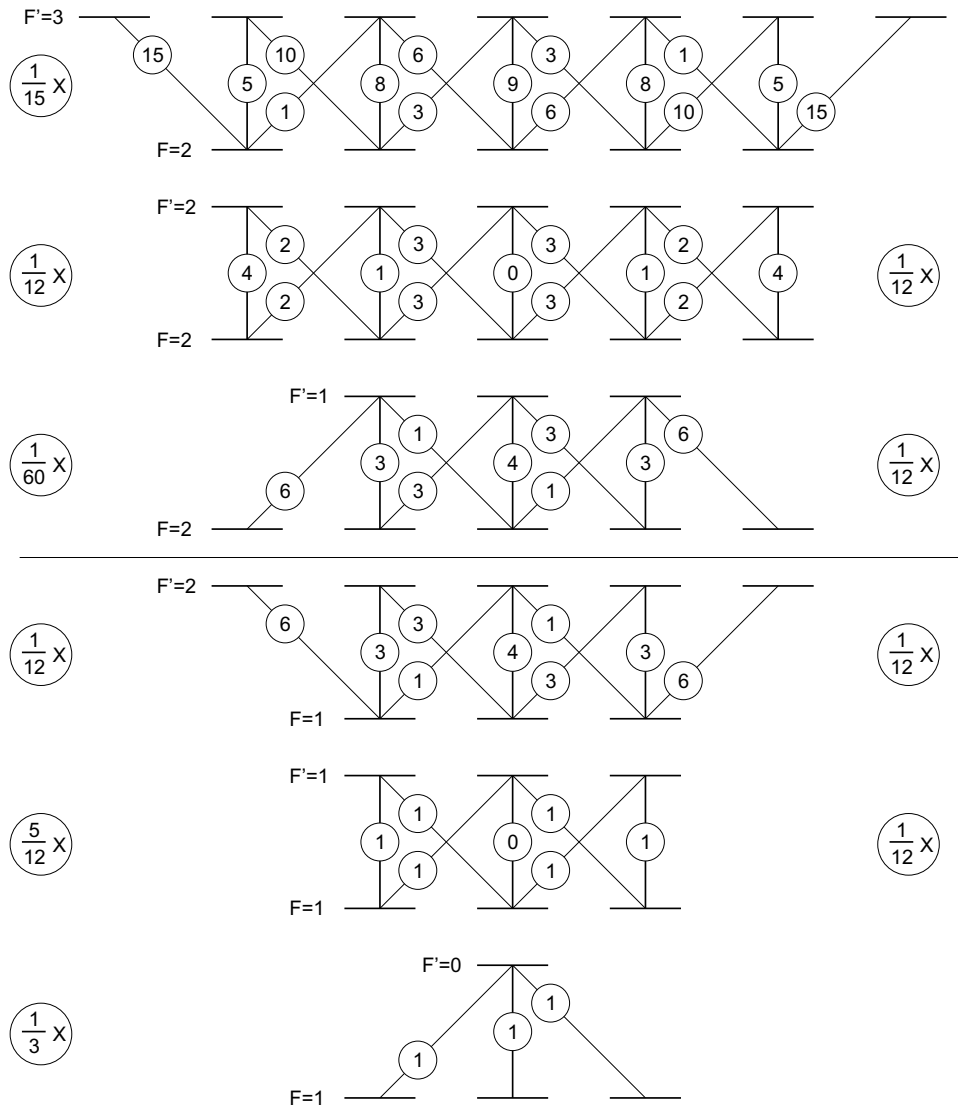 F'=3
15 10 6 3 1
1/15 X
5 8 9 8 5
1 3 6 10 15
F=2
F'=2
2 3 3 2
1/12 X 4 1 0 1 4 1/12 X
2 3 3 2
F=2
F'=1
1 3 6
1/60 X 3 4 3 1/12 X
6 3 1
F=2
F'=2
6 3 1
1/12 X 3 4 3 1/12 X
1 3 6
F=1
F'=1
1 1
5/12 X 1 0 1 1/12 X
1 1
F=1
F'=0
1
1/3 X 1
1
F=1